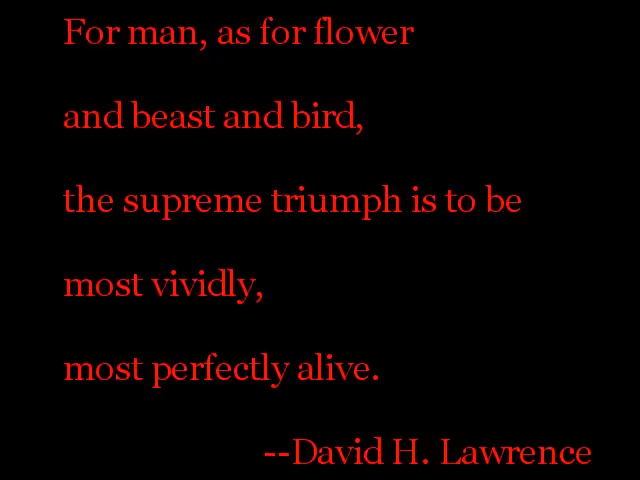 For man, as for flower
and beast and bird,
the supreme triumph is to be
most vividly,
most perfectly alive.
--David H. Lawrence